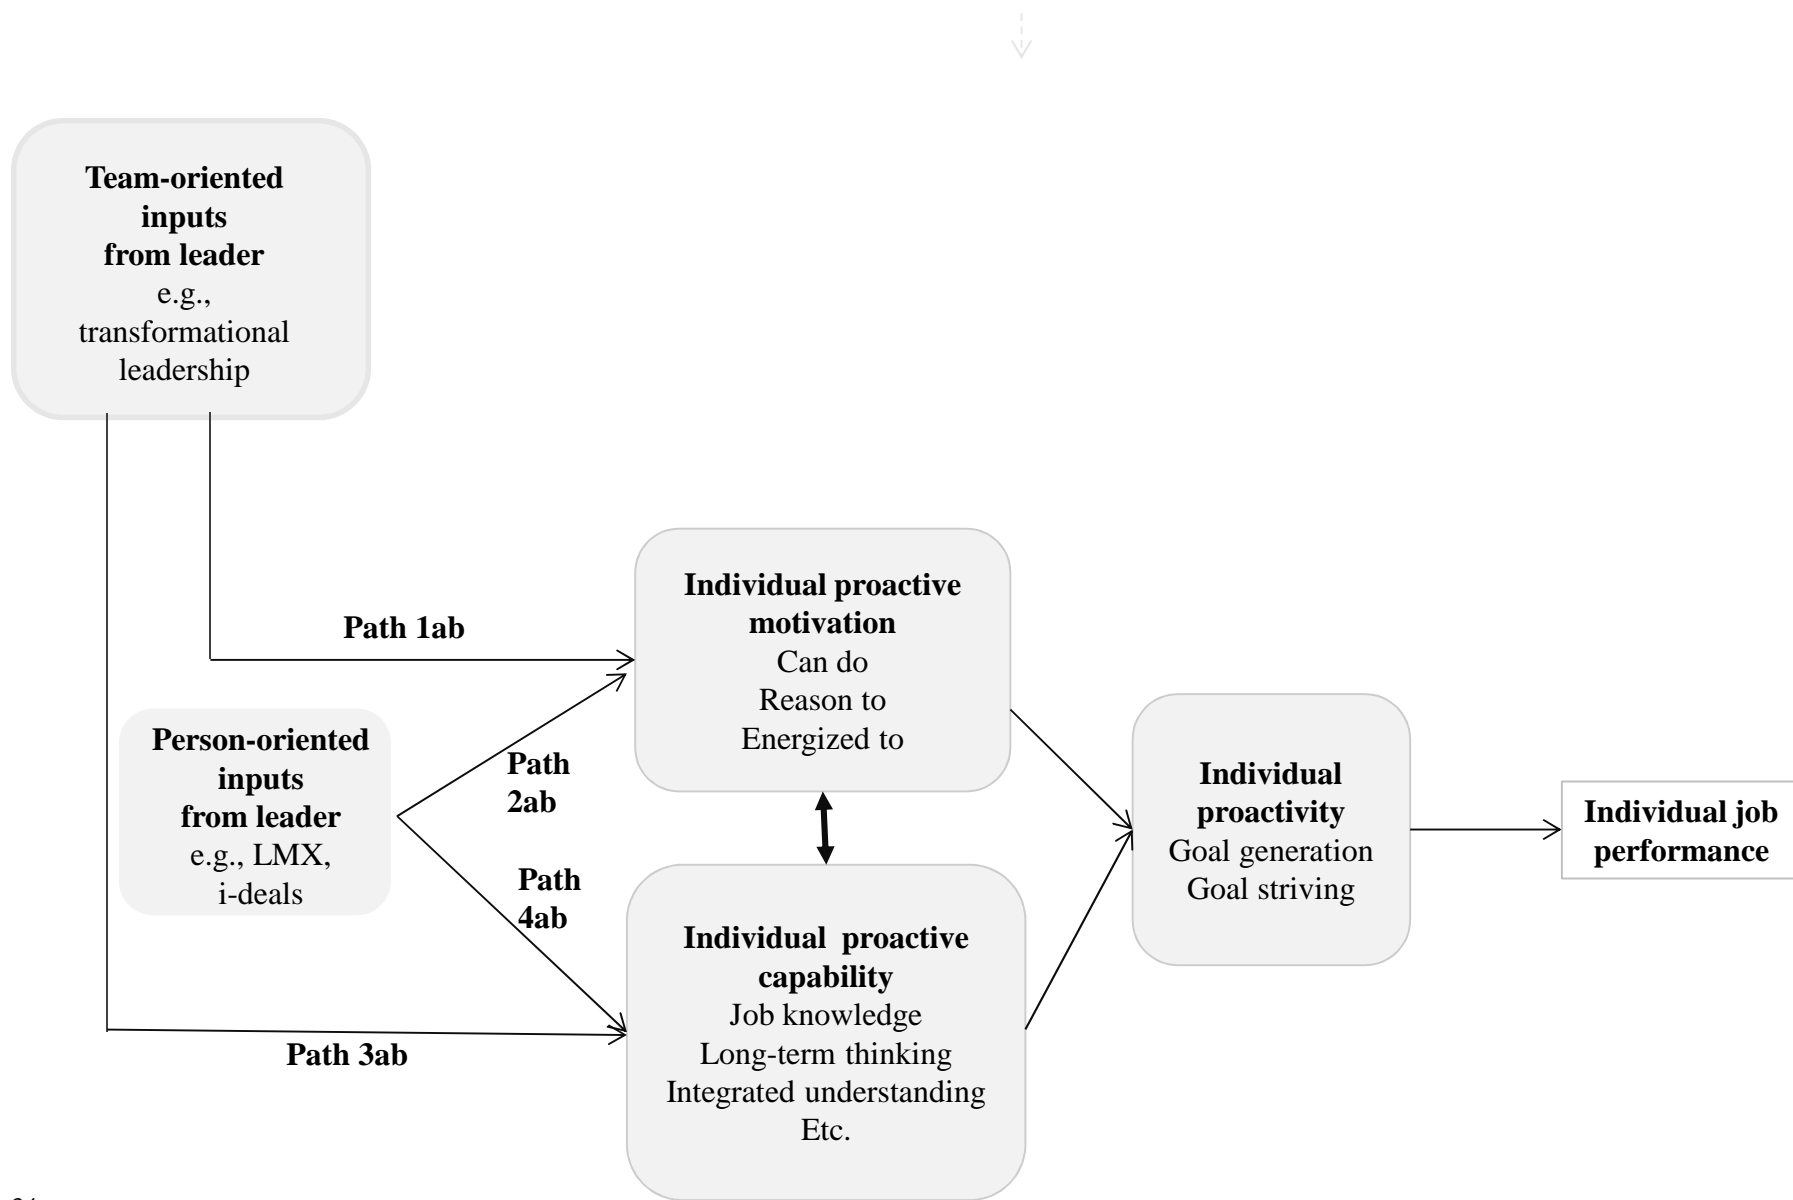 Team-oriented
inputs
from leader
e.g.,
transformational
leadership
Path 1ab
Individual proactive
motivation
Can do
Reason to
Energized to
Person-oriented
inputs
from leader
e.g., LMX,
i-deals
Path
2ab
Path
4ab
Path 3ab
Individual proactive
capability
Job knowledge
Long-term thinking
Integrated understanding
Etc.
Individual
proactivity
Goal generation
Goal striving
Individual job
performance